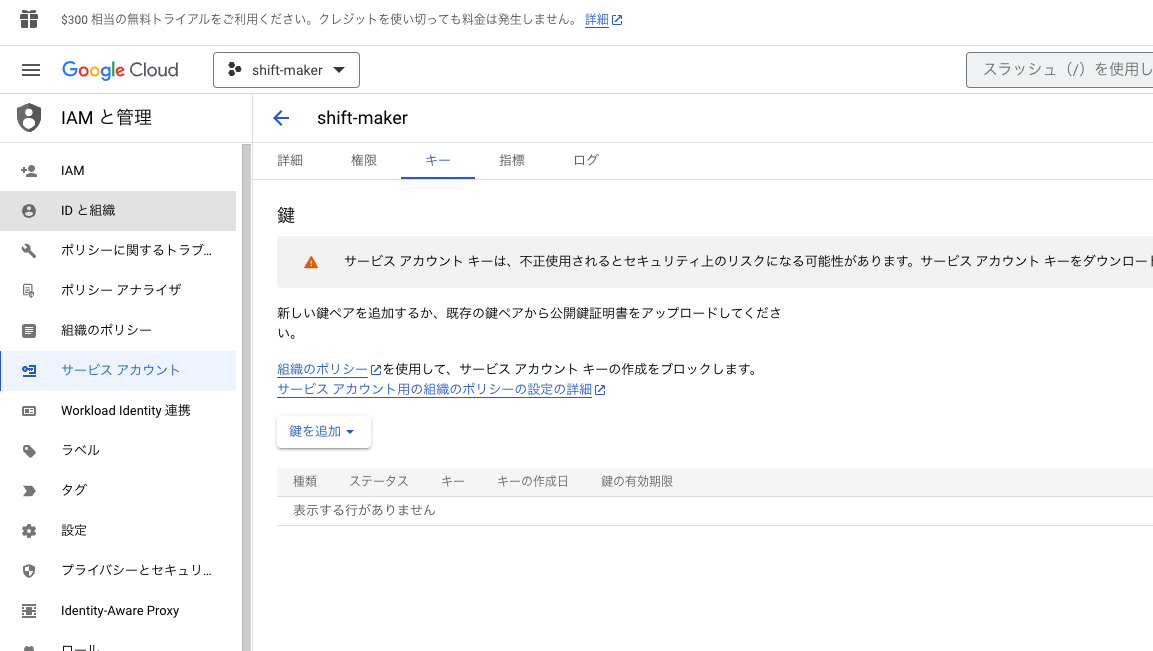 $300 相当の無料トライアルをご利用ください。クレジットを使い切っても料金は発生しません。 詳細
Google Cloud
shift-maker
スラッシュ（/）を使用し
IAM と管理
shift-maker
詳細
権限
キー
指標
ログ
IAM
ID と組織
ポリシーに関するトラブ...
ポリシー アナライザ
組織のポリシー
サービス アカウント
Workload Identity 連携
ラベル
タグ
設定
プライバシーとセキュリ...
Identity-Aware Proxy
ロール
鍵
サービス アカウント キーは、不正使用されるとセキュリティ上のリスクになる可能性があります。サービス アカウント キーをダウンロード
新しい鍵ペアを追加するか、既存の鍵ペアから公開鍵証明書をアップロードしてくださ
い。
組織のポリシーを使用して、サービス アカウント キーの作成をブロックします。
サービス アカウント用の組織のポリシーの設定の詳細
鍵を追加
種類 ステータス キー キーの作成日 鍵の有効期限
表示する行がありません